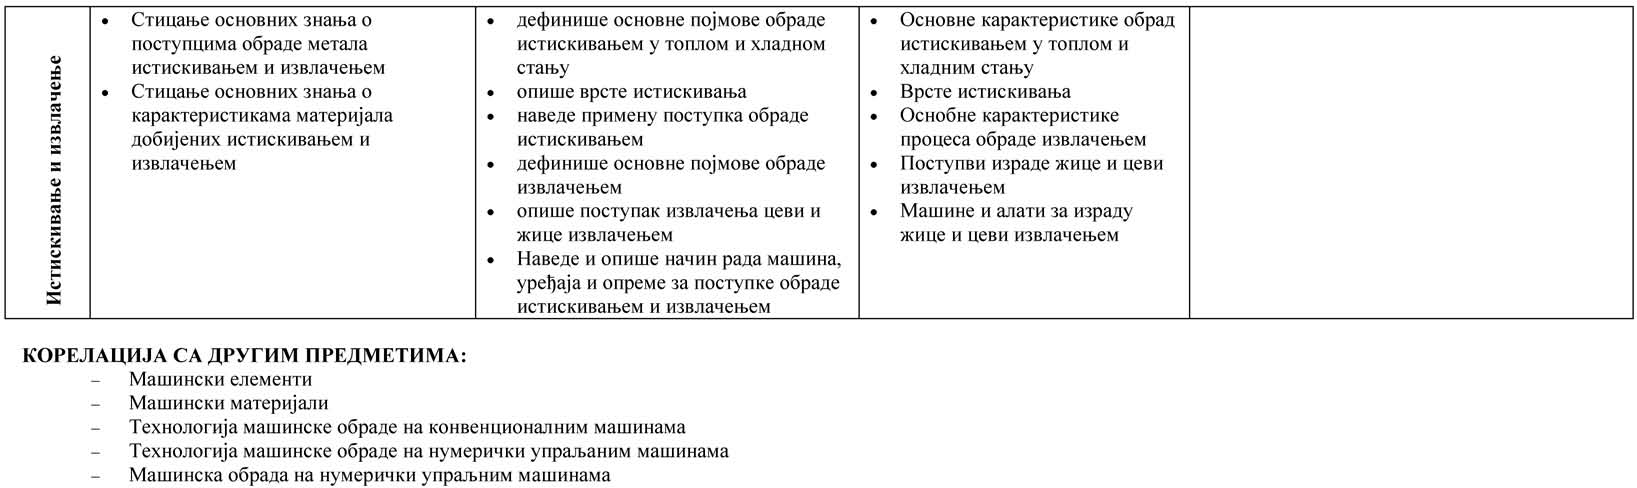 Истискивање и извлачење
• Стицање основних знања о
поступцима обраде метала
истискивањем и извлачењем
• Стицање основних знања о
карактеристикама материјала
добијених истискивањем и
извлачењем
• дефинише основне појмове обраде
истискивањем у топлом и хладном
стању
• опише врсте истискивања
• наведе примену поступка обраде
истискивањем
• дефинише основне појмове обраде
извлачењем
• опише поступак извлачења цеви и
жице извлачењем
• Наведе и опише начин рада машина,
уређаја и опреме за поступке обраде
истискивањем и извлачењем
• Основне карактеристике обрад
истискивањем у топлом и
хладним стању
• Врсте истискивања
• Основне карактеристике
процеса обраде извлачењем
• Поступви израде жице и цеви
извлачењем
• Машине и алати за израду
жице и цеви извлачењем
КОРЕЛАЦИЈА СА ДРУГИМ ПРЕДМЕТИМА:
– Машински елементи
– Машински материјали
– Технологија машинске обраде на конвенционалним машинама
– Технологија машинске обраде на нумерички упраљаним машинама
– Машинска обрада на нумерички упраљним машинама